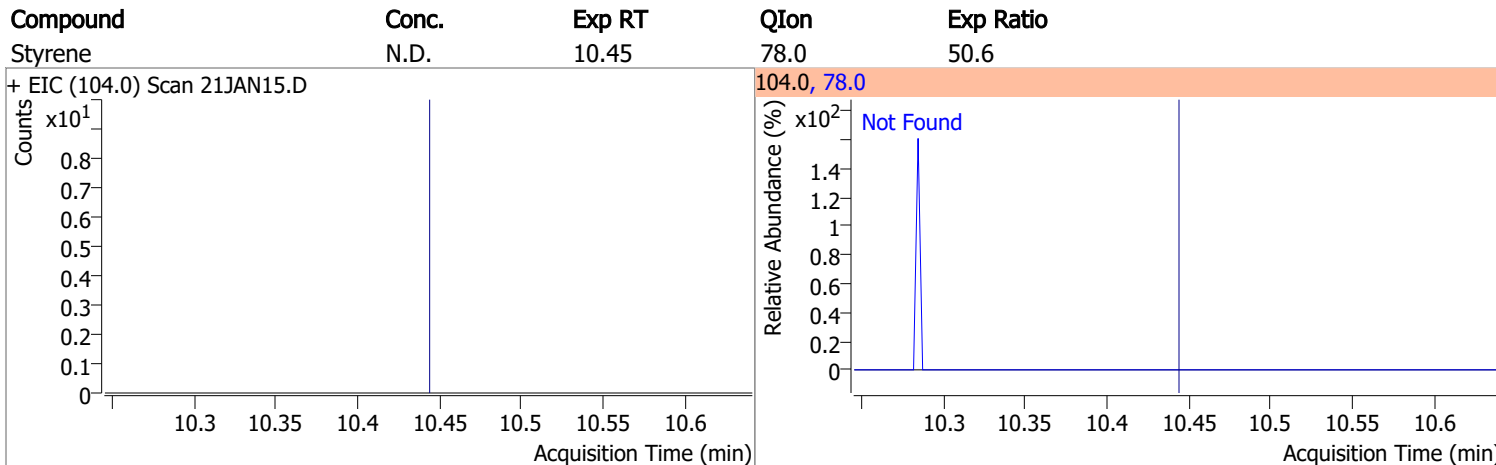 Compound Conc. Exp RT QIon Exp Ratio
Styrene N.D. 10.45 78.0 50.6
+ EIC (104.0) Scan 21JAN15.D
Counts
x10¹
0.8
0.7
0.6
0.5
0.4
0.3
0.2
0.1
0
10.3 10.35 10.4 10.45 10.5 10.55 10.6
Acquisition Time (min)
104.0, 78.0
Relative Abundance (%)
x10²
Not Found
1.4
1.2
1
0.8
0.6
0.4
0.2
0
10.3 10.35 10.4 10.45 10.5 10.55 10.6
Acquisition Time (min)